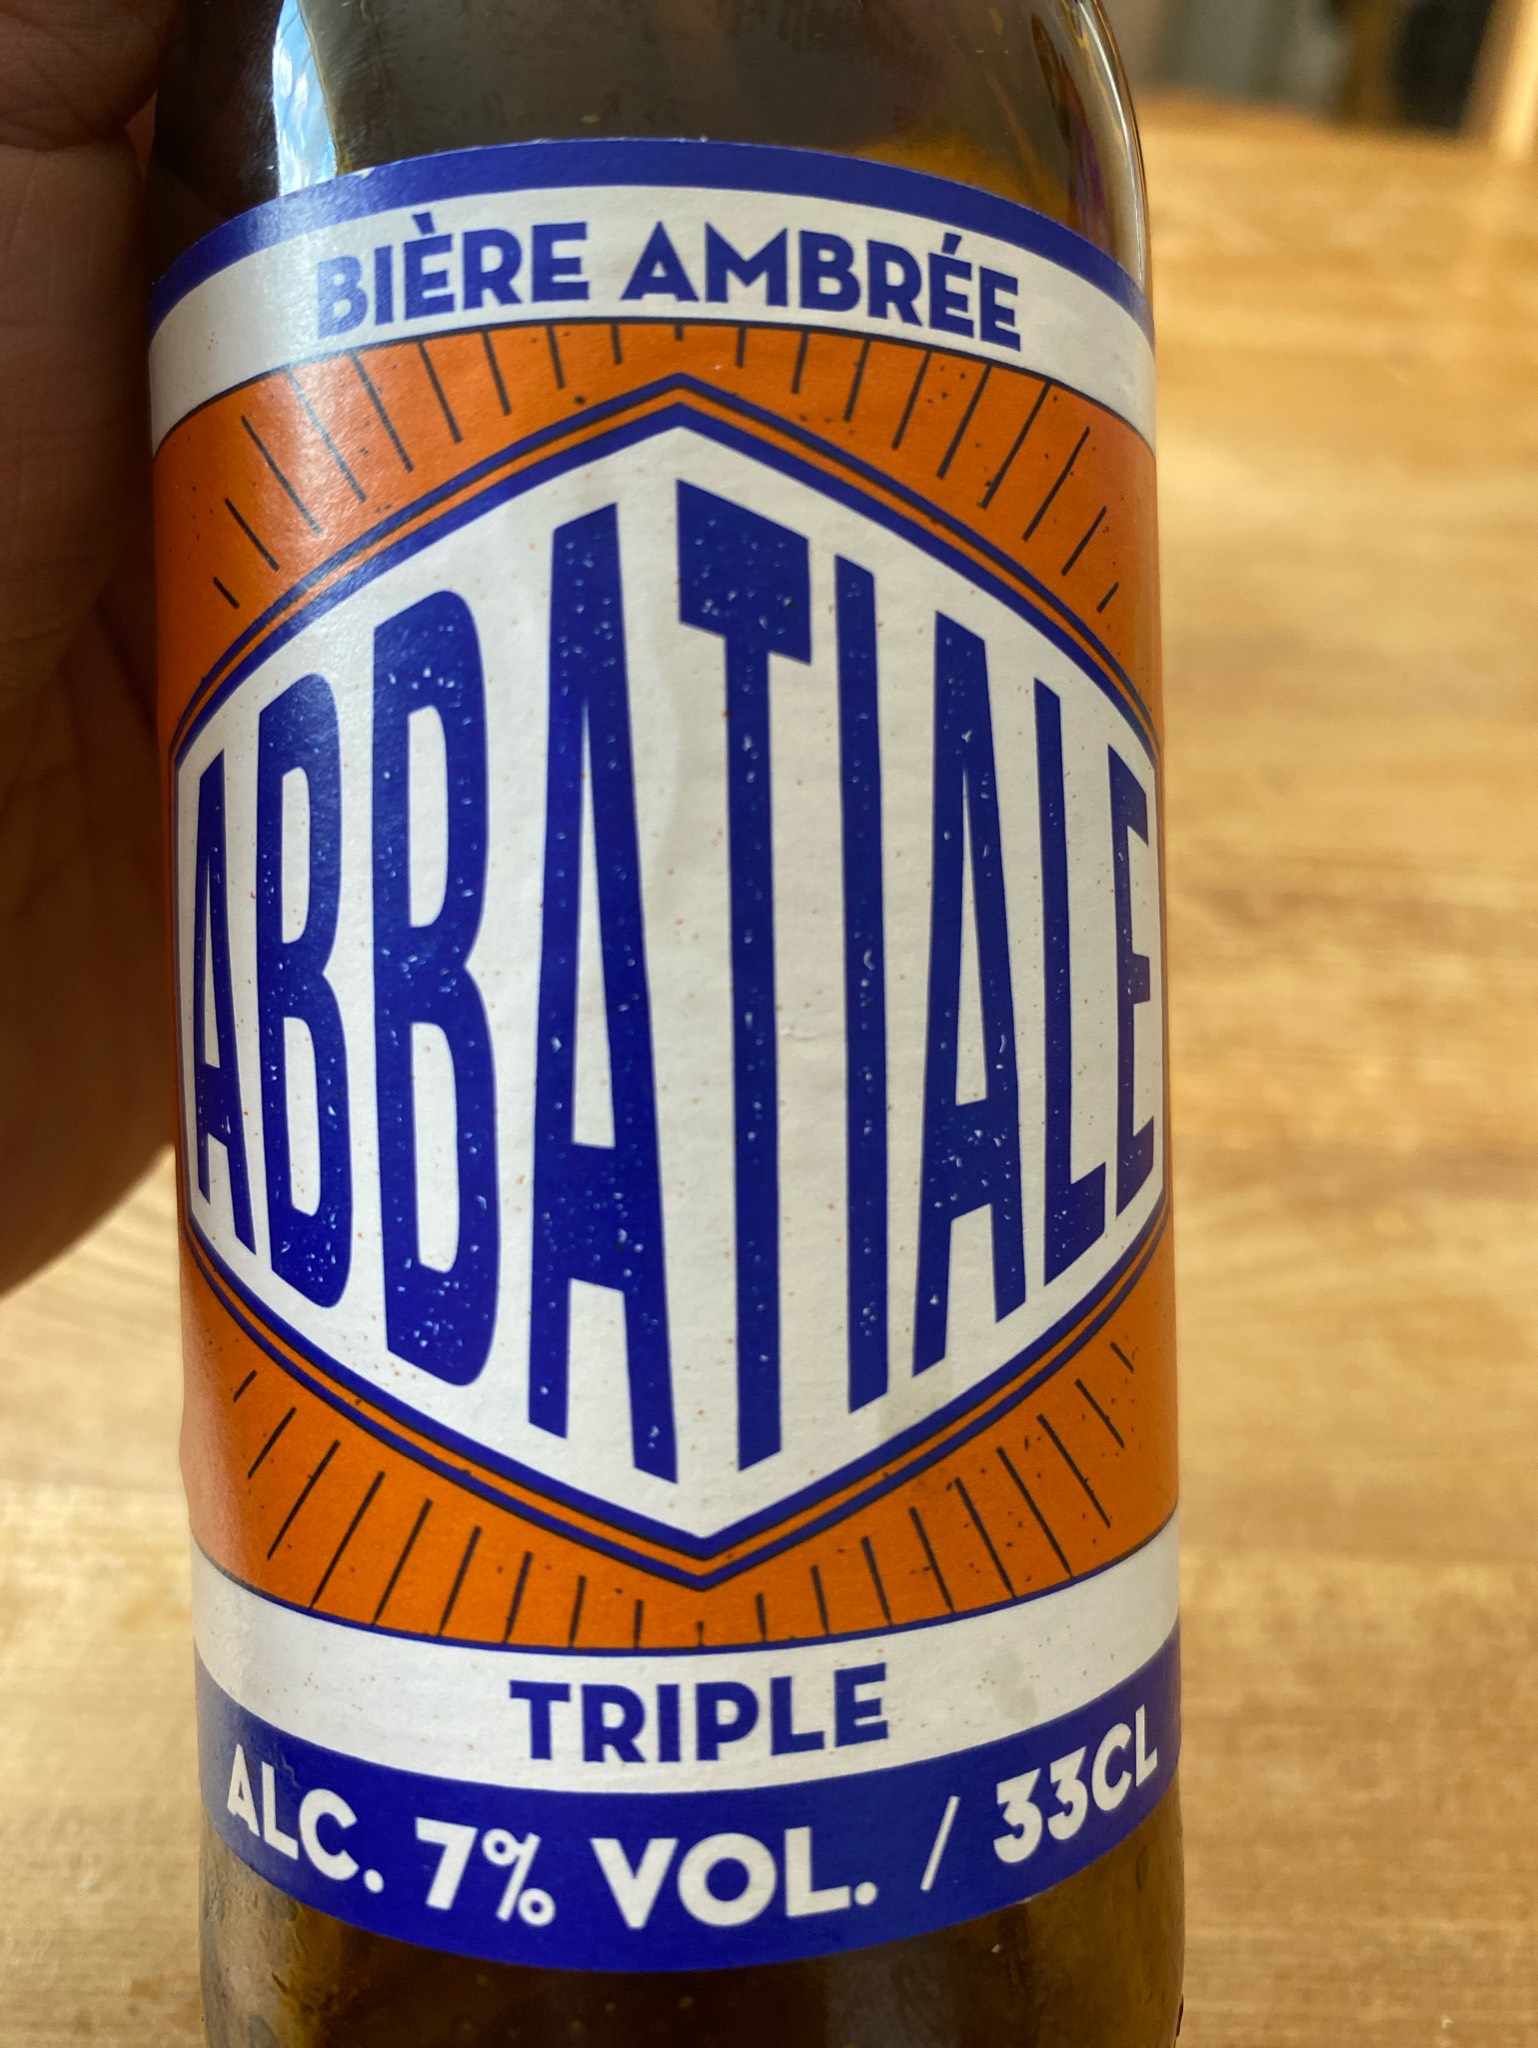 BIÈRE AMBRÉE
ABBATIALE
TRIPLE
ALC. 7% VOL. / 33CL